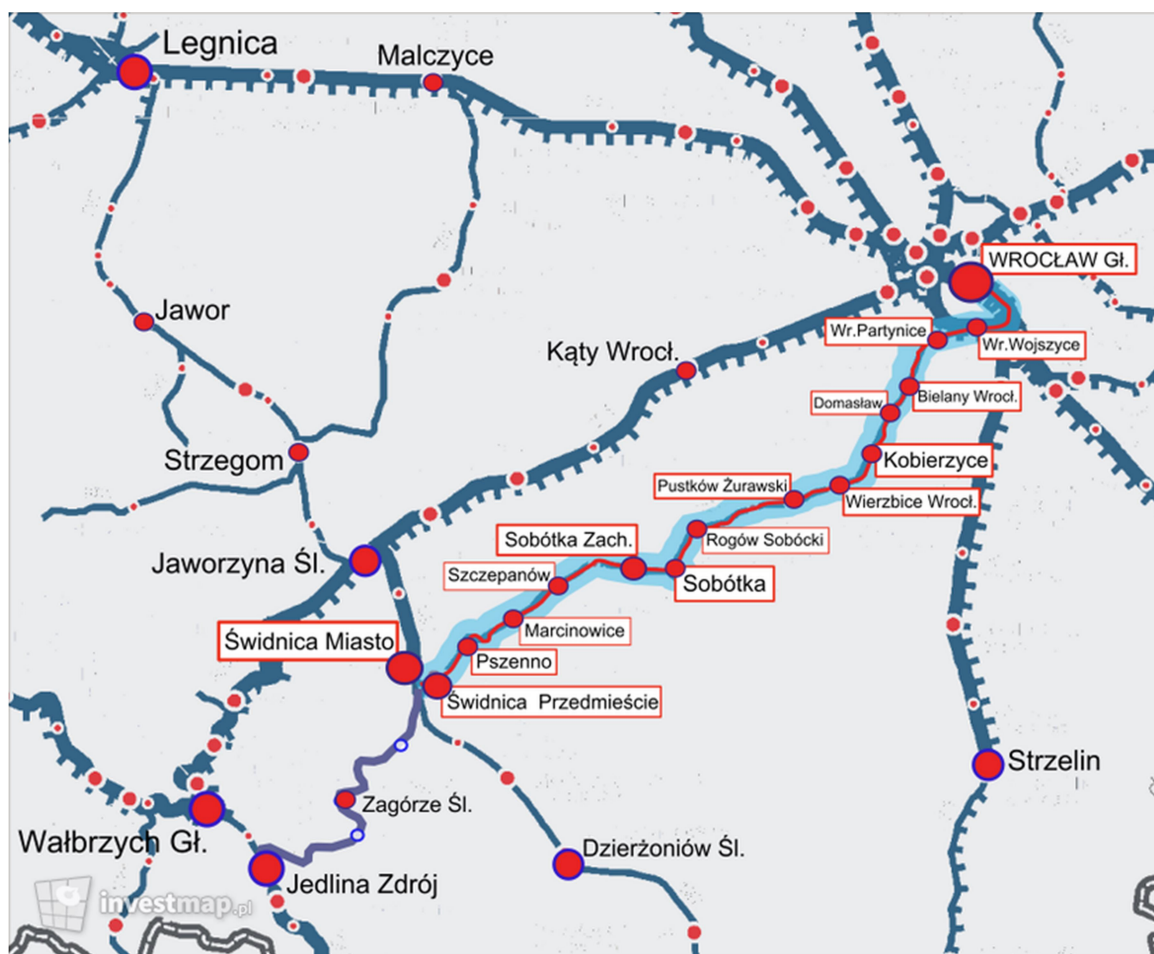 Legnica
Malczyce
WROCŁAW Gł.
Jawor
Wr.Partynice
Wr.Wojszyce
Kąty Wrocł.
Bielany Wrocł.
Domasław
Strzegom
Kobierzyce
Pustków Żurawski
Wierzbice Wrocł.
Sobótka Zach.
Rogów Sobócki
Jaworzyna Śl.
Szczepanów
Sobótka
Marcinowice
Świdnica Miasto
Pszenno
Świdnica Przedmieście
Strzelin
Zagórze Śl.
Wałbrzych Gł.
Dzierżoniów Śl.
Jedlina Zdrój
investmap.pl